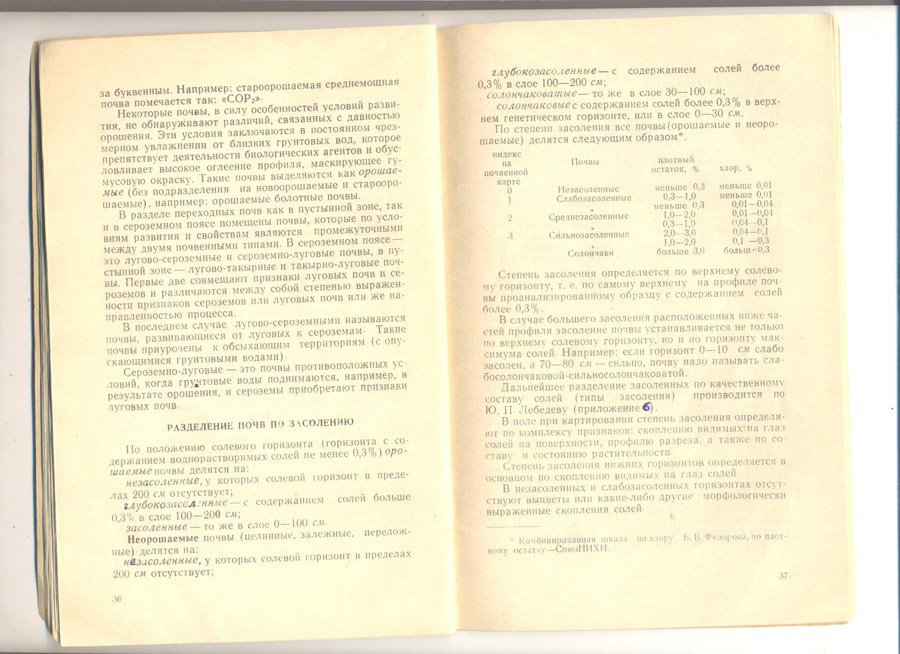 за буквенным. Например: староорошаемая среднемощная
почва помечается так: «СОР₂»
Некоторые почвы, в силу особенностей условий разви-
тия, не обнаруживают различий, связанных с давностью
орошения. Эти условия заключаются в постоянном чрез-
мерном увлажнении от близких грунтовых вод, которое
препятствует деятельности биологических агентов и обус-
ловливает высокое оглеение профиля, маскирующее гу-
мусовую окраску. Такие почвы выделяются как орошае-
мые (без подразделения на новоорошаемые и староoро-
шаемые), например: орошаемые болотные почвы.
В разделе переходных почв как в пустынной зоне, так
и в сероземном поясе помещены почвы, которые по усло-
виям развития и свойствам являются промежуточными
между двумя почвенными типами. В сероземном поясе —
это лугово-сероземные и сероземно-луговые почвы, в пу-
стынной зоне — лугово-такырные и такырно-луговые поч-
вы. Первые две совмещают признаки луговых почв и се-
роземов и различаются между собой степенью выражен-
ности признаков сероземов или луговых почв или же на-
правленностью процесса.
В последнем случае лугово-сероземными называются
почвы, развивающиеся от луговых к сероземам. Такие
почвы приурочены к обсыхающим территориям (с опу-
скающимися грунтовыми водами).
Сероземно-луговые — это почвы противоположных ус-
ловий, когда грунтовые воды поднимаются, например, в
результате орошения, и сероземы приобретают признаки
луговых почв.
РАЗДЕЛЕНИЕ ПОЧВ ПО ЗАСОЛЕНИЮ
По положению солевого горизонта (горизонта с со-
держанием воднорастворимых солей не менее 0,3%) оро-
шаемые почвы делятся на:
незасоленные, у которых солевой горизонт в преде-
лах 200 см отсутствует;
глубокозасоленные — с содержанием солей больше
0,3% в слое 100—200 см;
засоленные — то же в слое 0—100 см.
Неорошаемые почвы (целинные, залежные, перелож-
ные) делятся на:
незасоленные, у которых солевой горизонт в пределах
200 см отсутствует;
36
глубокозасоленные — с содержанием солей более
0,3% в слое 100—200 см;
солончаковатые — то же в слое 30—100 см;
солончаковые с содержанием солей более 0,3% в верх-
нем генетическом горизонте, или в слое 0—30 см.
По степени засоления все почвы (орошаемые и неоро-
шаемые) делятся следующим образом*.
индекс
на Почвы плотный
почвенной остаток, % хлор, %
карте
0 Незасоленные меньше 0,3 меньше 0,01
1 Слабозасоленные 0,3—1,0 меньше 0,01
„ меньше 0,3 0,01—0,04
2 Среднезасоленные 1,0—2,0 0,01—0,04
„ 0,3—1,0 0,04—0,1
3 Сильнозасоленные 2,0—3,0 0,04—0,1
„ 1,0—2,0 0,1 —0,3
Солончаки больше 3,0 больш<0,3
Степень засоления определяется по верхнему солево-
му горизонту, т. е. по самому верхнему на профиле поч-
вы проанализированному образцу с содержанием солей
более 0,3%.
В случае большего засоления расположенных ниже ча-
стей профиля засоление почвы устанавливается не только
по верхнему солевому горизонту, но и по горизонту мак-
симума солей. Например: если горизонт 0—10 см слабо
засолен, а 70—80 см — сильно, почву надо называть сла-
босолончаковой-сильносолончаковатой.
Дальнейшее разделение засоленных по качественному
составу солей (типы засоления) производится по
Ю. П. Лебедеву (приложение 6).
В поле при картировании степень засоления определя-
ют по комплексу признаков: скоплению видимых на глаз
солей на поверхности, профилю разреза, а также по со-
ставу и состоянию растительности.
Степень засоления нижних горизонтов определяется в
основном по скоплению видимых на глаз солей.
В незасоленных и слабозасоленных горизонтах отсут-
ствуют выцветы или какие-либо другие морфологически
выраженные скопления солей.
* Комбинированная шкала по хлору Б. В. Федорова, по плот-
ному остатку — СоюзНИХИ.
37